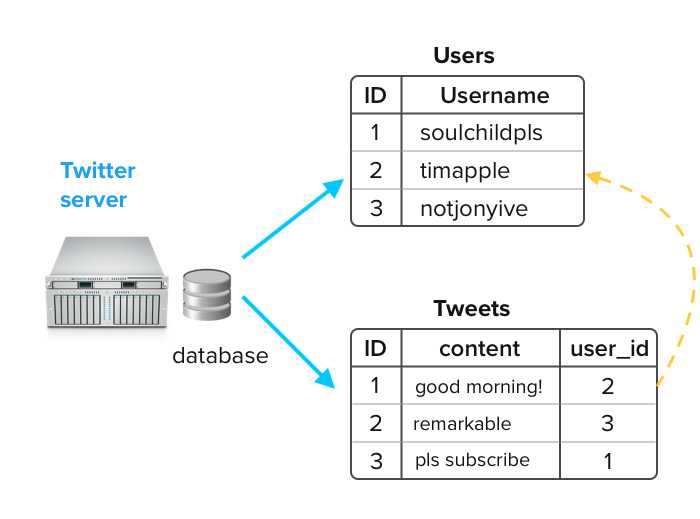 Users
ID Username
1 soulchildpls
2 timapple
3 notjonyive
Twitter
server
database
Tweets
ID content user_id
1 good morning! 2
2 remarkable 3
3 pls subscribe 1